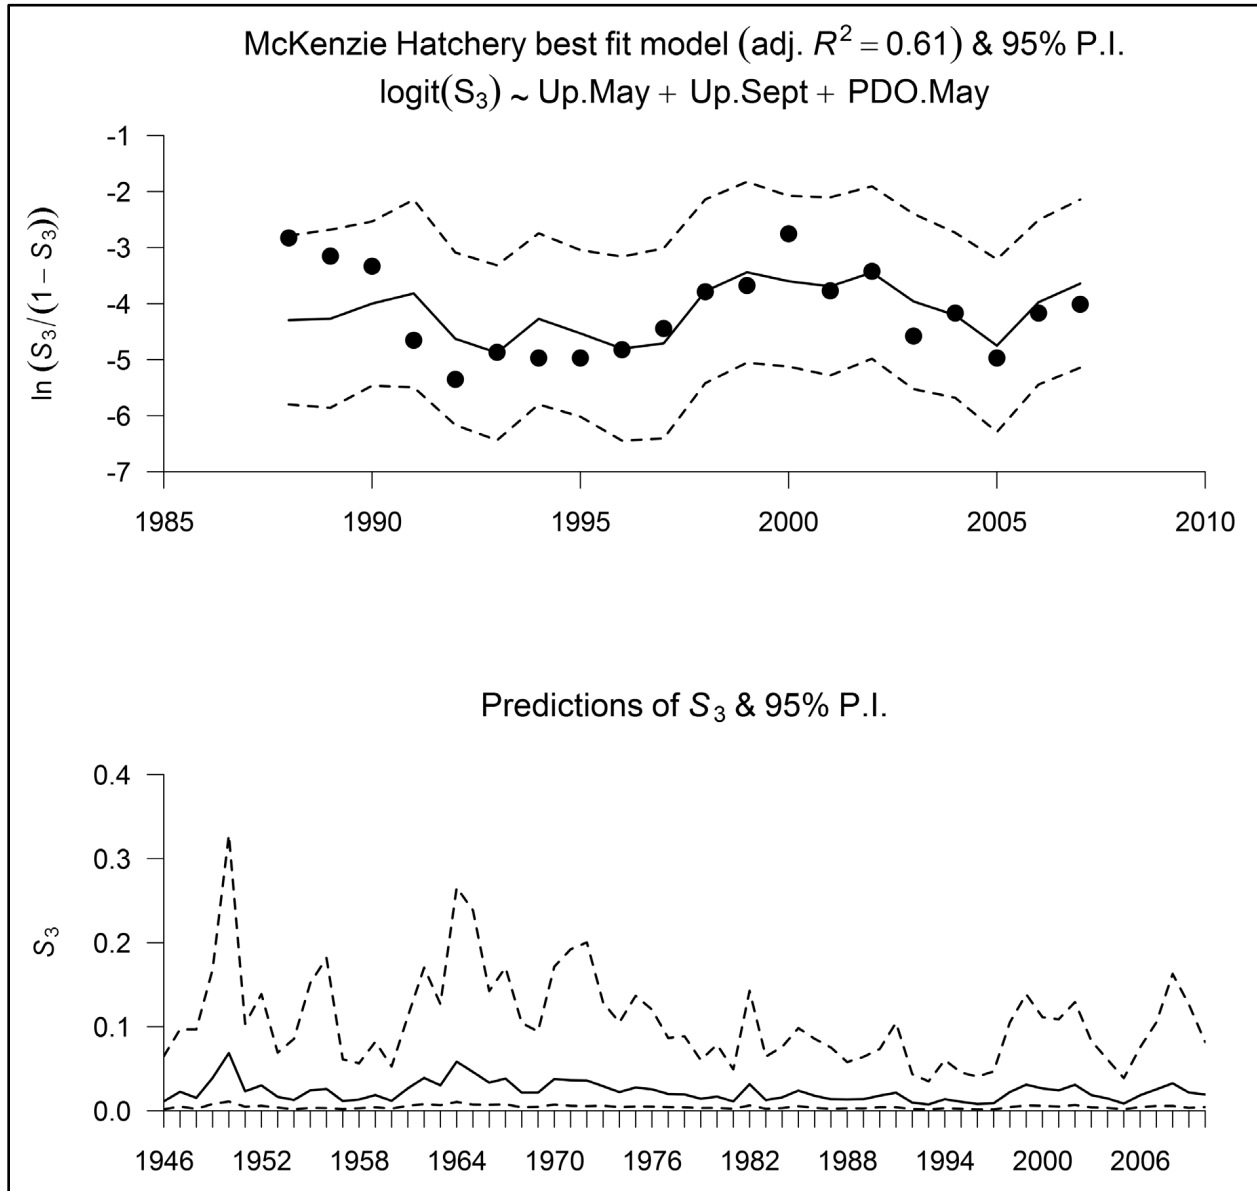 McKenzie Hatchery best fit model (adj. R² = 0.61) & 95% P.I.
logit(S₃) ~ Up.May + Up.Sept + PDO.May
ln (S₃/(1 − S₃))
-1
-2
-3
-4
-5
-6
-7
1985 1990 1995 2000 2005 2010
Predictions of S₃ & 95% P.I.
S₃
0.4
0.3
0.2
0.1
0.0
1946 1952 1958 1964 1970 1976 1982 1988 1994 2000 2006